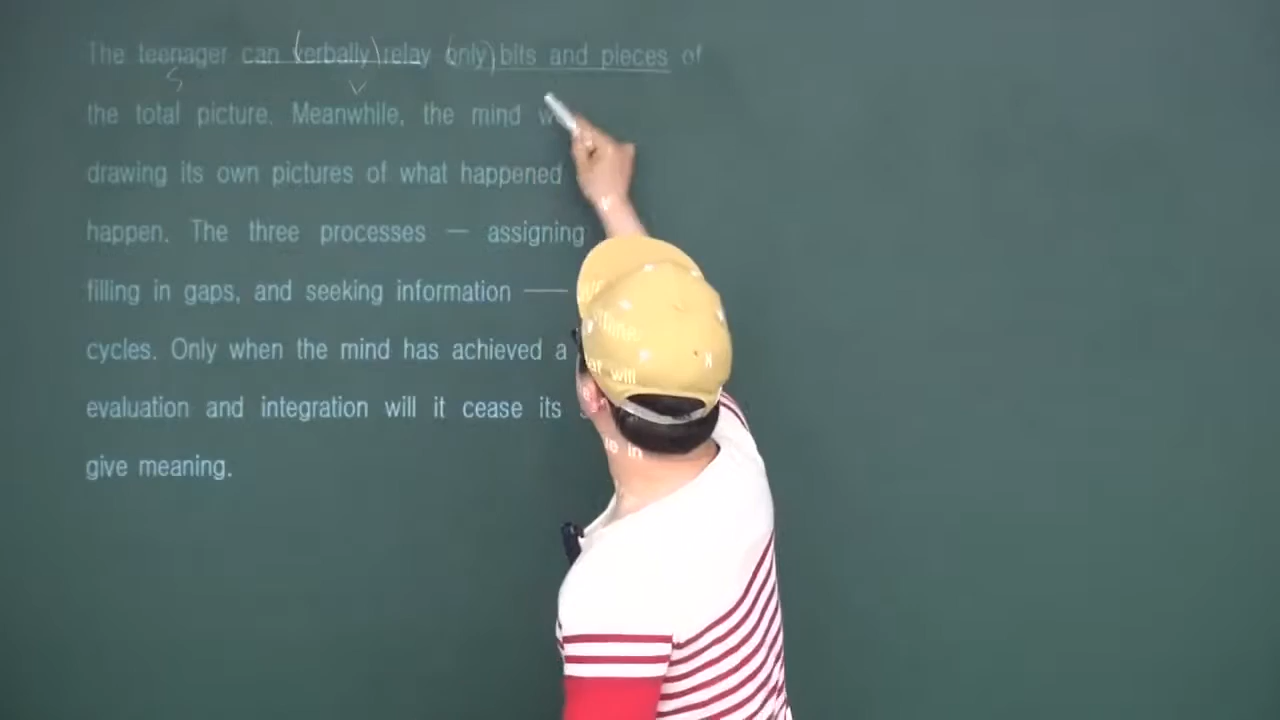 The teenager can (verbally) relay (only) bits and pieces of
S V
the total picture. Meanwhile, the mind
drawing its own pictures of what happened
happen. The three processes — assigning
filling in gaps, and seeking information —
cycles. Only when the mind has achieved a will
evaluation and integration will it cease its
give meaning.